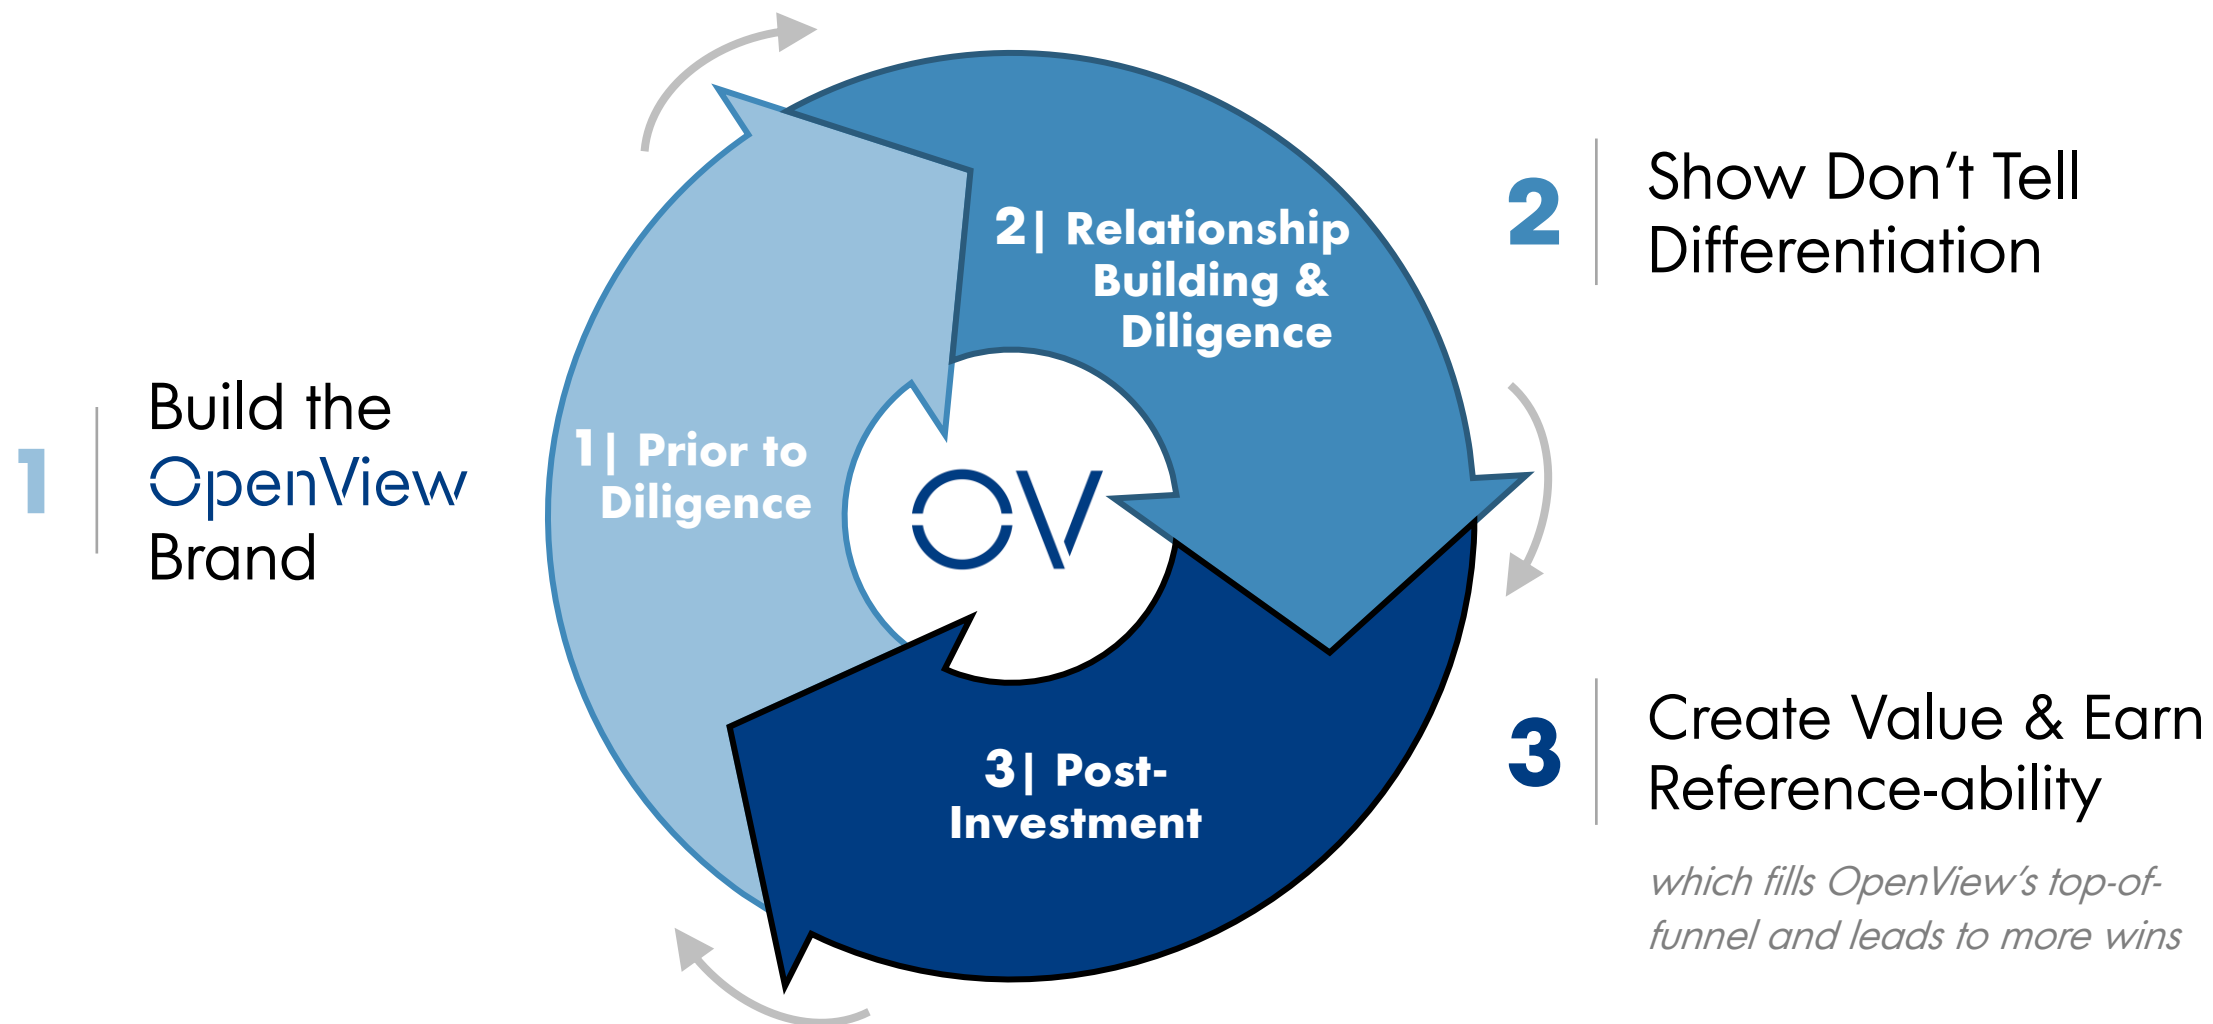 1
Build the
OpenView
Brand
1| Prior to
Diligence
2| Relationship
Building &
Diligence
OV
3| Post-
Investment
2
Show Don’t Tell
Differentiation
3
Create Value & Earn
Reference-ability
which fills OpenView’s top-of-
funnel and leads to more wins